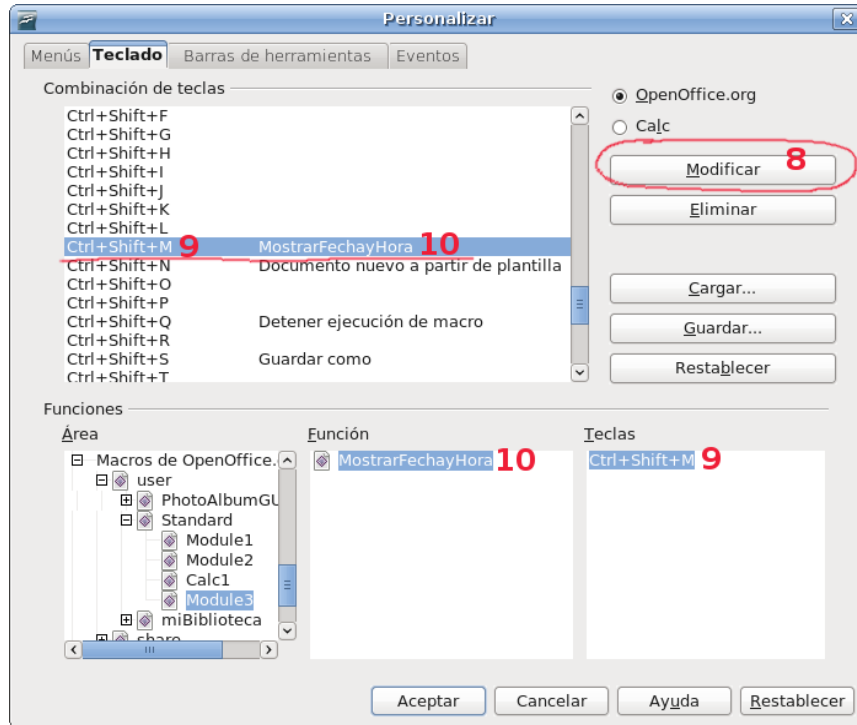 Personalizar
Menús Teclado Barras de herramientas Eventos
Combinación de teclas
Ctrl+Shift+F
Ctrl+Shift+G
Ctrl+Shift+H
Ctrl+Shift+I
Ctrl+Shift+J
Ctrl+Shift+K
Ctrl+Shift+L
Ctrl+Shift+M 9 MostrarFechayHora 10
Ctrl+Shift+N Documento nuevo a partir de plantilla
Ctrl+Shift+O
Ctrl+Shift+P
Ctrl+Shift+Q Detener ejecución de macro
Ctrl+Shift+R
Ctrl+Shift+S Guardar como
Ctrl+Shift+T
OpenOffice.org
Calc
Modificar 8
Eliminar
Cargar...
Guardar...
Restablecer
Funciones
Área
Macros de OpenOffice.
user
PhotoAlbumGU
Standard
Module1
Module2
Calc1
Module3
miBiblioteca
share
Función
MostrarFechayHora 10
Teclas
Ctrl+Shift+M 9
Aceptar Cancelar Ayuda Restablecer